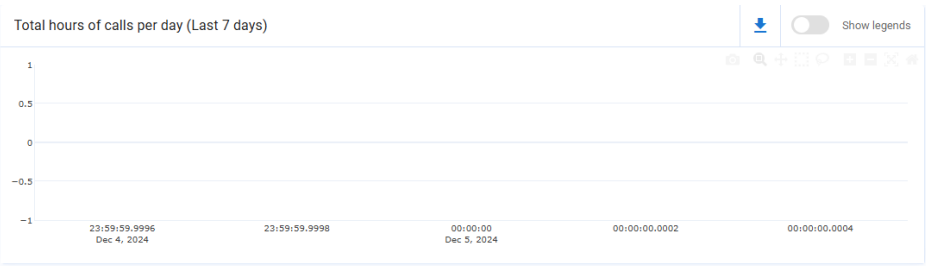 Total hours of calls per day (Last 7 days)
Show legends
1
0.5
0
−0.5
−1
23:59:59.9996
Dec 4, 2024
23:59:59.9998
00:00:00
Dec 5, 2024
00:00:00.0002
00:00:00.0004